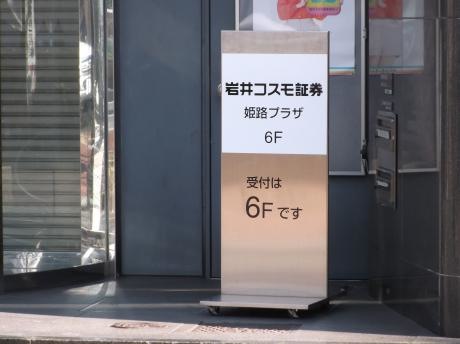 岩井コスモ証券
姫路プラザ
6F
受付は
6Fです